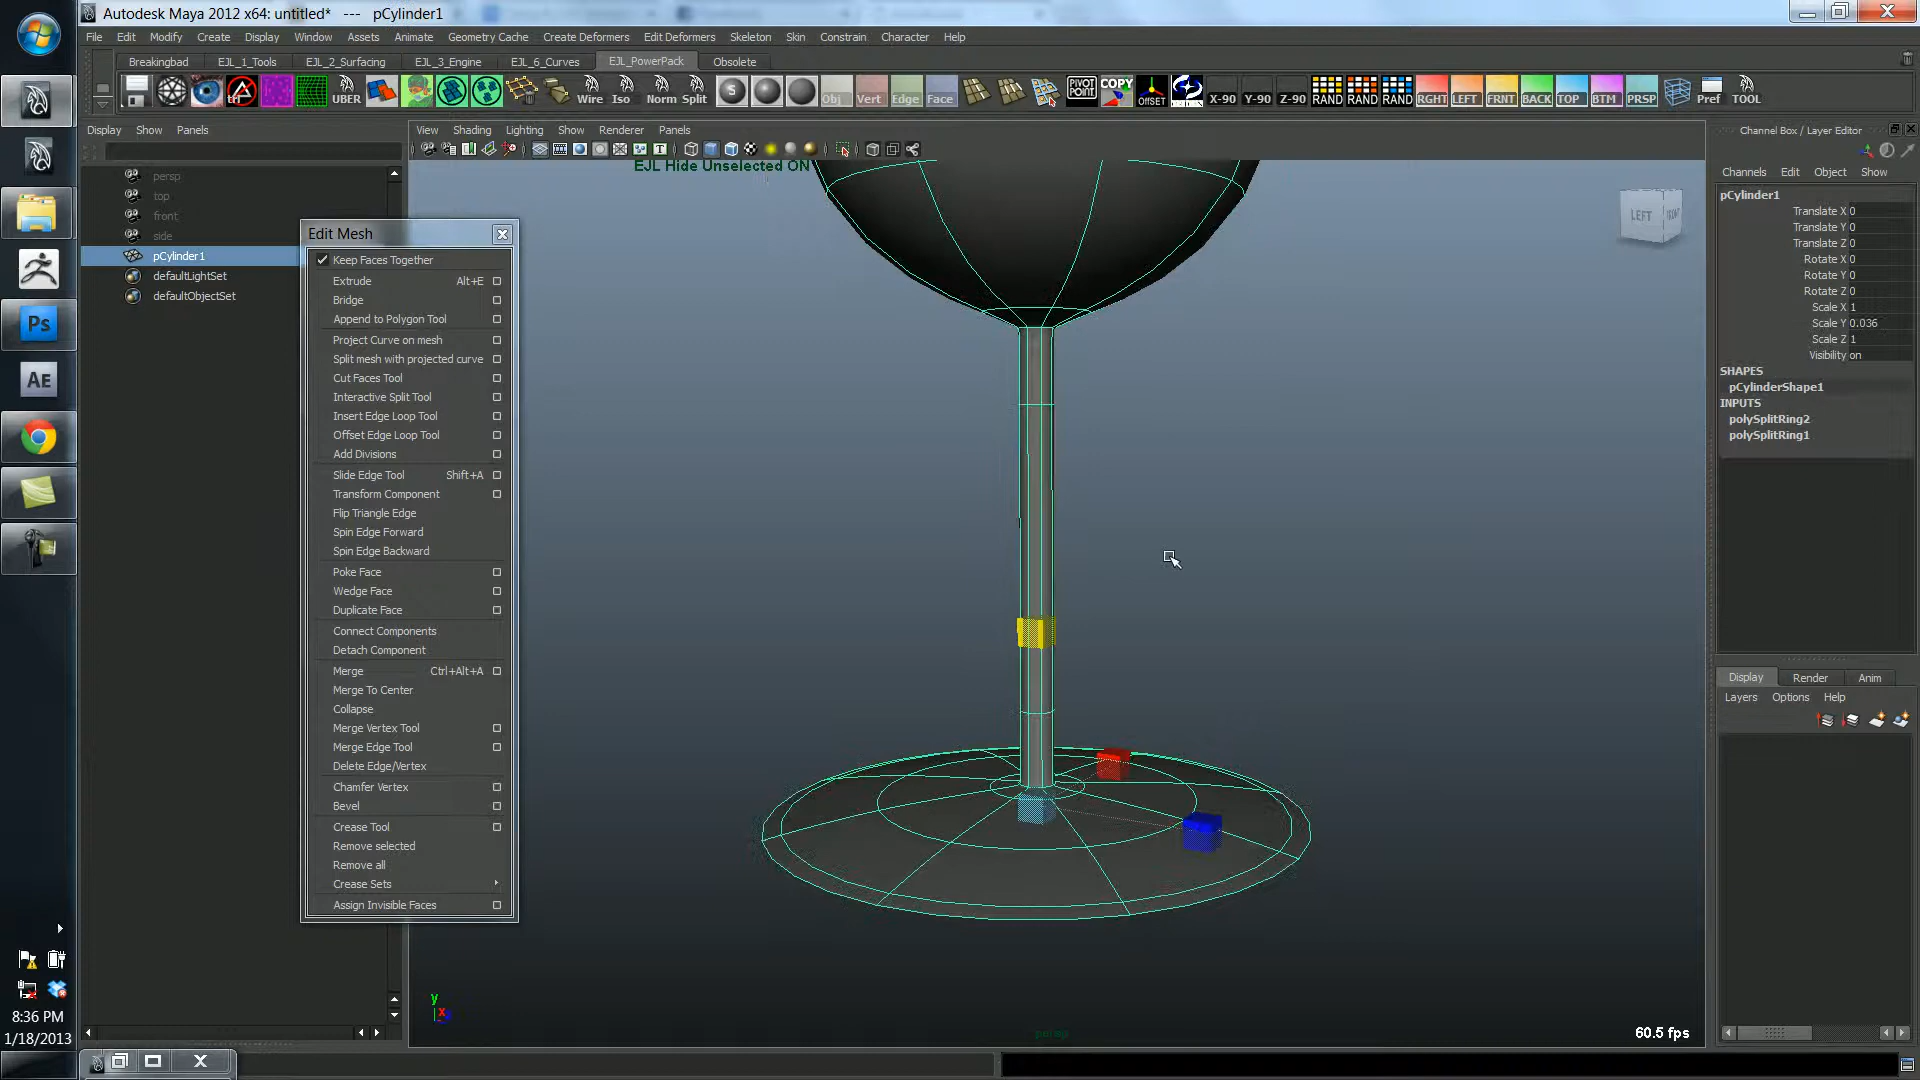 Autodesk Maya 2012 x64: untitled* --- pCylinder1
File Edit Modify Create Display Window Assets Animate Geometry Cache Create Deformers Edit Deformers Skeleton Skin Constrain Character Help
Breakingbad EJL_1_Tools EJL_2_Surfacing EJL_3_Engine EJL_6_Curves EJL_PowerPack Obsolete
tri UBER Wire Iso Norm Split S Obj Vert Edge Face PIVOT POINT COPY OFFSET X-90 Y-90 Z-90 RAND RAND RAND RGHT LEFT FRNT BACK TOP BTM PRSP Pref TOOL
Display Show Panels
View Shading Lighting Show Renderer Panels
EJL Hide Unselected ON
persp
top
front
side
pCylinder1
defaultLightSet
defaultObjectSet
Edit Mesh
Keep Faces Together
Extrude Alt+E
Bridge
Append to Polygon Tool
Project Curve on mesh
Split mesh with projected curve
Cut Faces Tool
Interactive Split Tool
Insert Edge Loop Tool
Offset Edge Loop Tool
Add Divisions
Slide Edge Tool Shift+A
Transform Component
Flip Triangle Edge
Spin Edge Forward
Spin Edge Backward
Poke Face
Wedge Face
Duplicate Face
Connect Components
Detach Component
Merge Ctrl+Alt+A
Merge To Center
Collapse
Merge Vertex Tool
Merge Edge Tool
Delete Edge/Vertex
Chamfer Vertex
Bevel
Crease Tool
Remove selected
Remove all
Crease Sets
Assign Invisible Faces
LEFT FRONT
y
x
persp
60.5 fps
Channel Box / Layer Editor
Channels Edit Object Show
pCylinder1
Translate X 0
Translate Y 0
Translate Z 0
Rotate X 0
Rotate Y 0
Rotate Z 0
Scale X 1
Scale Y 0.036
Scale Z 1
Visibility on
SHAPES
pCylinderShape1
INPUTS
polySplitRing2
polySplitRing1
Display Render Anim
Layers Options Help
Ps
AE
8:36 PM
1/18/2013